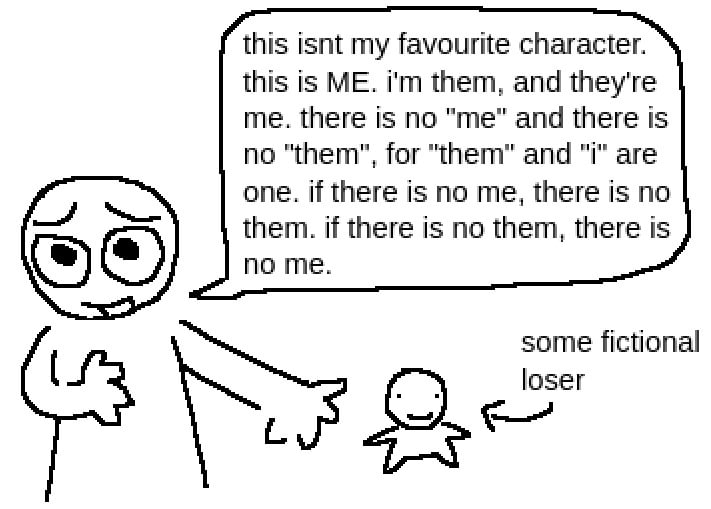 this isnt my favourite character.
this is ME. i'm them, and they're
me. there is no "me" and there is
no "them", for "them" and "i" are
one. if there is no me, there is no
them. if there is no them, there is
no me.
some fictional
loser